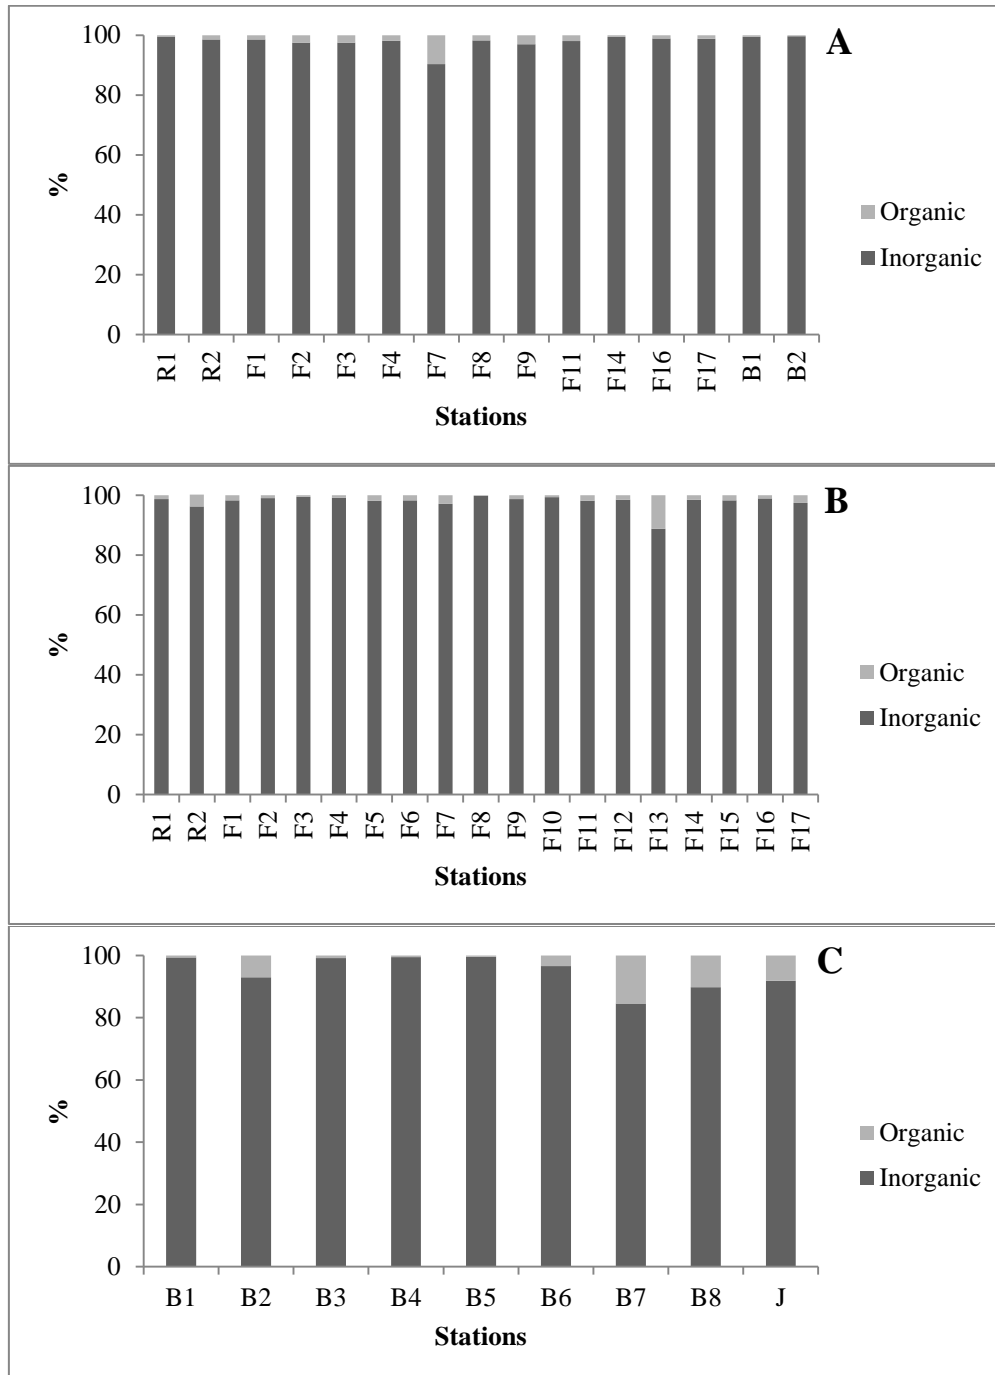 A
100
80
60
40
20
0
%
Organic
Inorganic
R1 R2 F1 F2 F3 F4 F7 F8 F9 F11 F14 F16 F17 B1 B2
Stations
B
100
80
60
40
20
0
%
Organic
Inorganic
R1 R2 F1 F2 F3 F4 F5 F6 F7 F8 F9 F10 F11 F12 F13 F14 F15 F16 F17
Stations
C
100
80
60
40
20
0
%
Organic
Inorganic
B1 B2 B3 B4 B5 B6 B7 B8 J
Stations